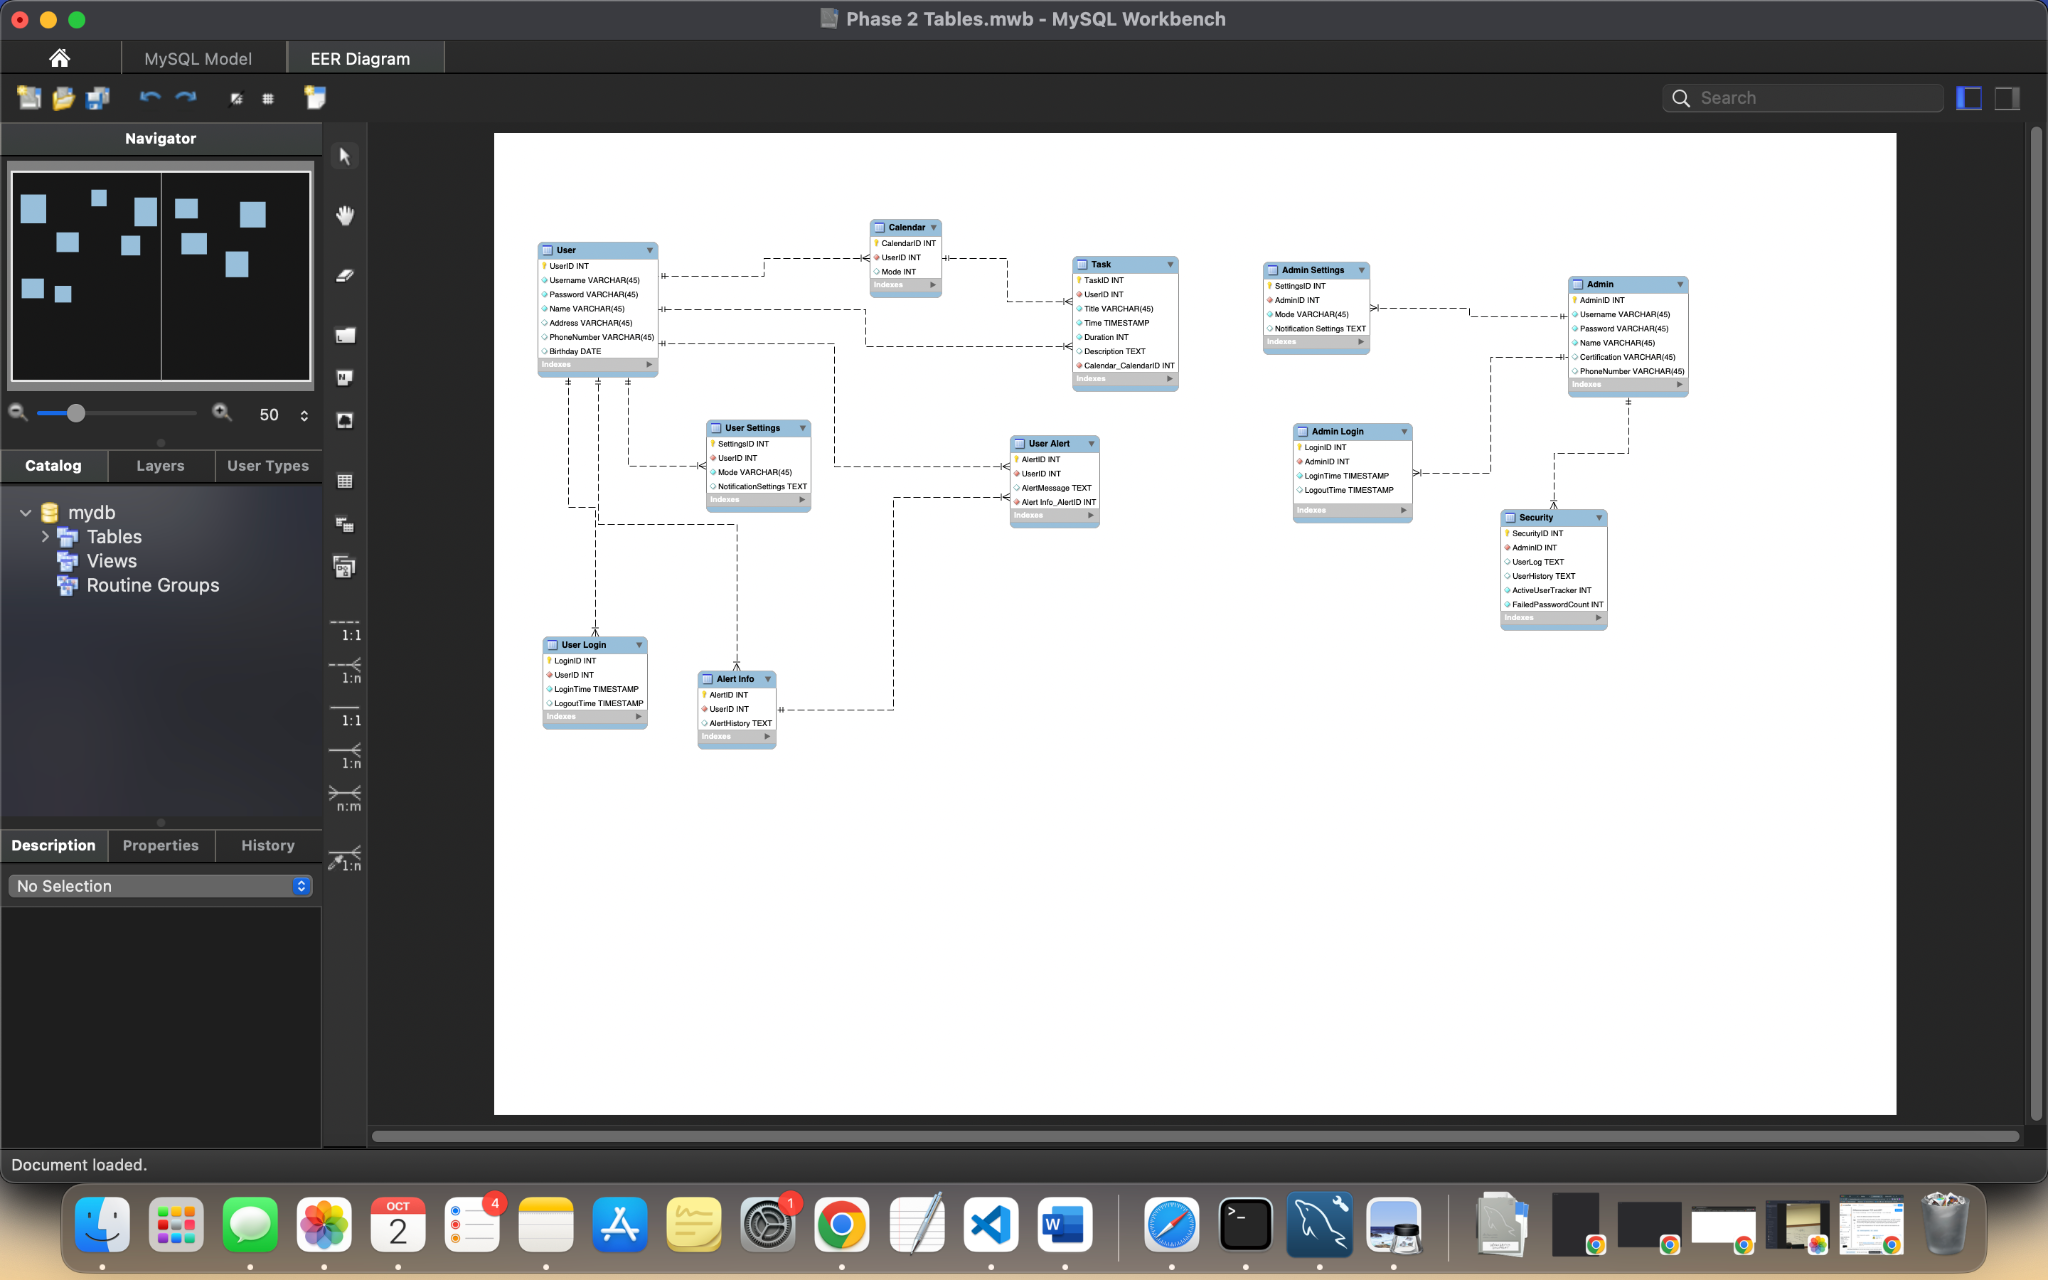 Phase 2 Tables.mwb - MySQL Workbench
MySQL Model
EER Diagram
Search
Navigator
50
Catalog
Layers
User Types
mydb
Tables
Views
Routine Groups
Description
Properties
History
No Selection
1:1
1:n
1:1
1:n
n:m
1:n
User
UserID INT
Username VARCHAR(45)
Password VARCHAR(45)
Name VARCHAR(45)
Address VARCHAR(45)
PhoneNumber VARCHAR(45)
Birthday DATE
Indexes
Calendar
CalendarID INT
UserID INT
Mode INT
Indexes
Task
TaskID INT
UserID INT
Title VARCHAR(45)
Time TIMESTAMP
Duration INT
Description TEXT
Calendar_CalendarID INT
Indexes
Admin Settings
SettingsID INT
AdminID INT
Mode VARCHAR(45)
Notification Settings TEXT
Indexes
Admin
AdminID INT
Username VARCHAR(45)
Password VARCHAR(45)
Name VARCHAR(45)
Certification VARCHAR(45)
PhoneNumber VARCHAR(45)
Indexes
User Settings
SettingsID INT
UserID INT
Mode VARCHAR(45)
NotificationSettings TEXT
Indexes
User Alert
AlertID INT
UserID INT
AlertMessage TEXT
Alert Info_AlertID INT
Indexes
Admin Login
LoginID INT
AdminID INT
LoginTime TIMESTAMP
LogoutTime TIMESTAMP
Indexes
Security
SecurityID INT
AdminID INT
UserLog TEXT
UserHistory TEXT
ActiveUserTracker INT
FailedPasswordCount INT
Indexes
User Login
LoginID INT
UserID INT
LoginTime TIMESTAMP
LogoutTime TIMESTAMP
Indexes
Alert Info
AlertID INT
UserID INT
AlertHistory TEXT
Indexes
Document loaded.
OCT
2
4
1
W
>_